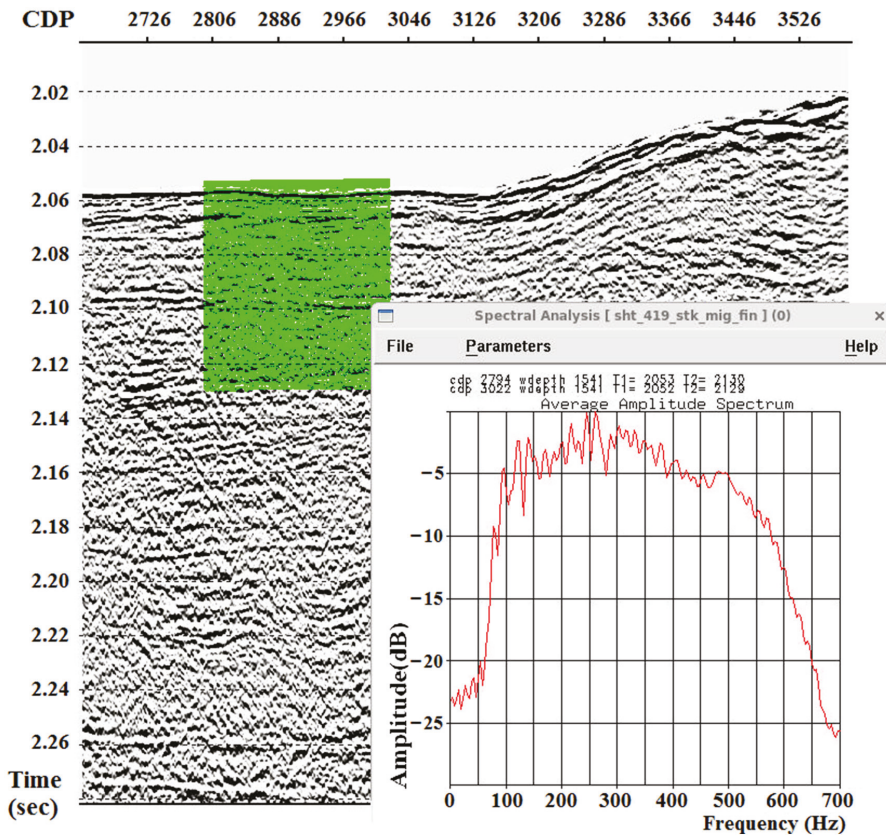 CDP 2726 2806 2886 2966 3046 3126 3206 3286 3366 3446 3526
2.02
2.04
2.06
2.08
2.10
2.12
2.14
2.16
2.18
2.20
2.22
2.24
2.26
Time
(sec)
Spectral Analysis [ sht_419_stk_mig_fin ] (0) ×
File Parameters Help
cdp 2794 wdepth 1541 T1= 2053 T2= 2130
cdp 3022 wdepth 1541 T1= 2052 T2= 2129
Average Amplitude Spectrum
−5
−10
−15
−20
−25
Amplitude(dB)
0 100 200 300 400 500 600 700
Frequency (Hz)